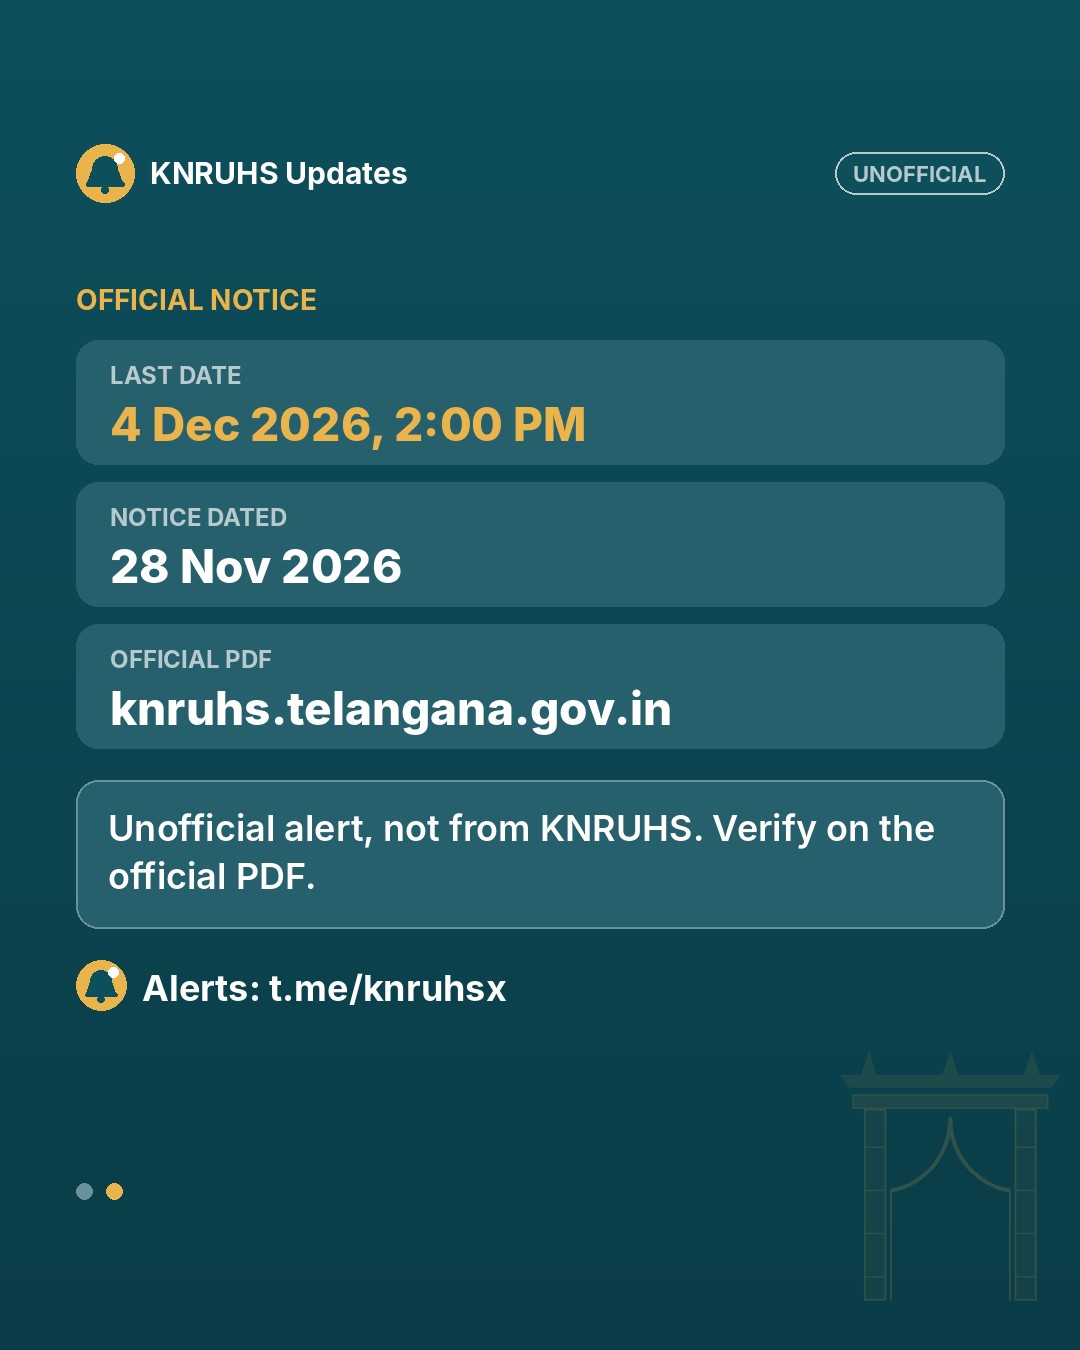 KNRUHS Updates
UNOFFICIAL
OFFICIAL NOTICE
LAST DATE
4 Dec 2026, 2:00 PM
NOTICE DATED
28 Nov 2026
OFFICIAL PDF
knruhs.telangana.gov.in
Unofficial alert, not from KNRUHS. Verify on the
official PDF.
Alerts: t.me/knruhsx